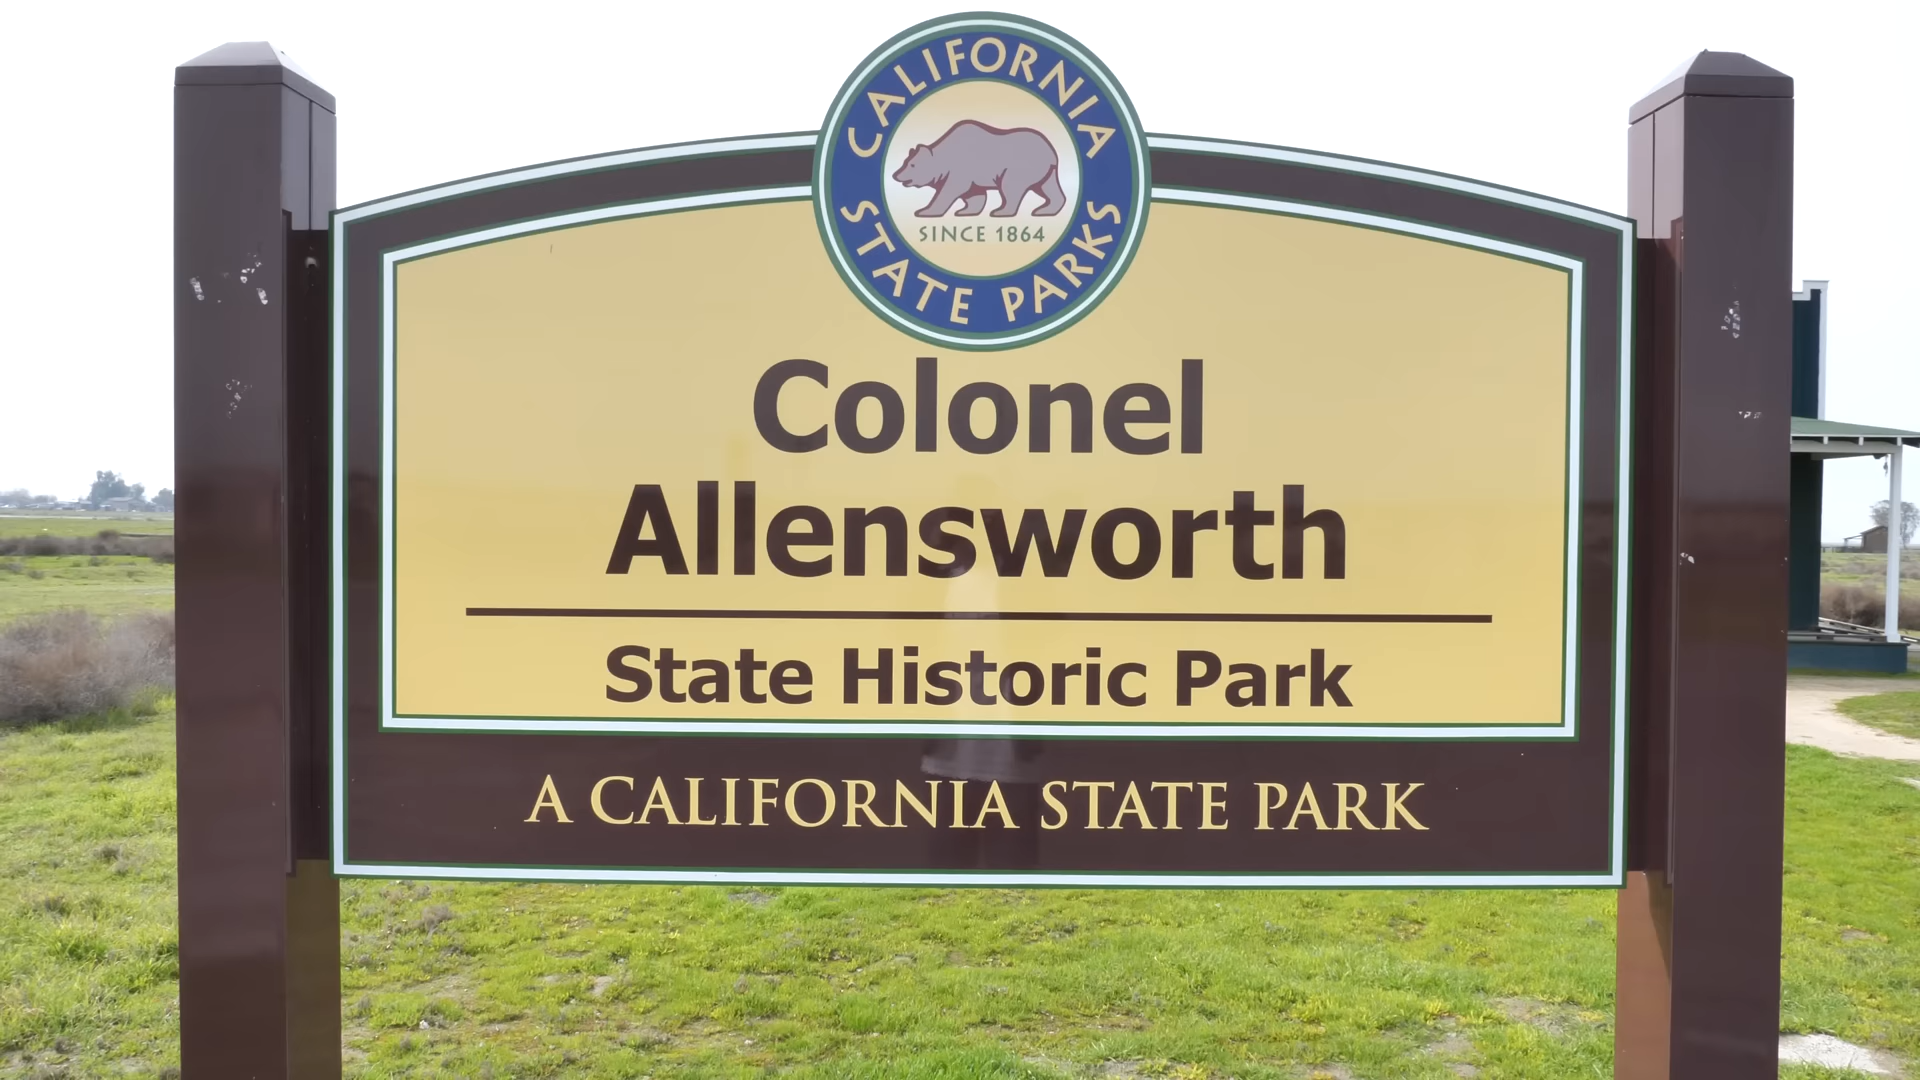 CALIFORNIA
SINCE 1864
STATE PARKS
Colonel
Allensworth
State Historic Park
A CALIFORNIA STATE PARK